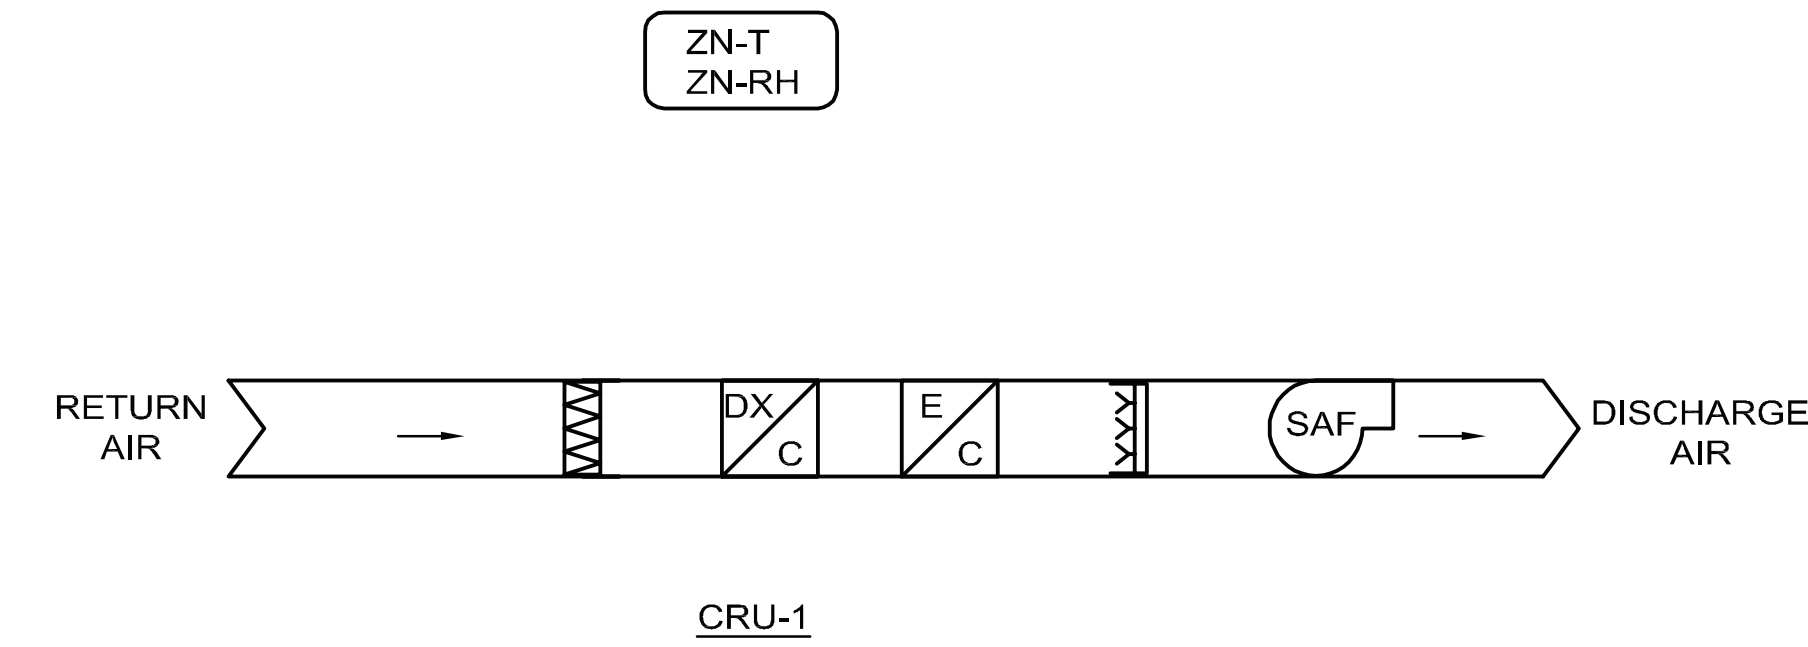 ZN-T
ZN-RH
RETURN
AIR
DX
C
E
C
SAF
DISCHARGE
AIR
CRU-1